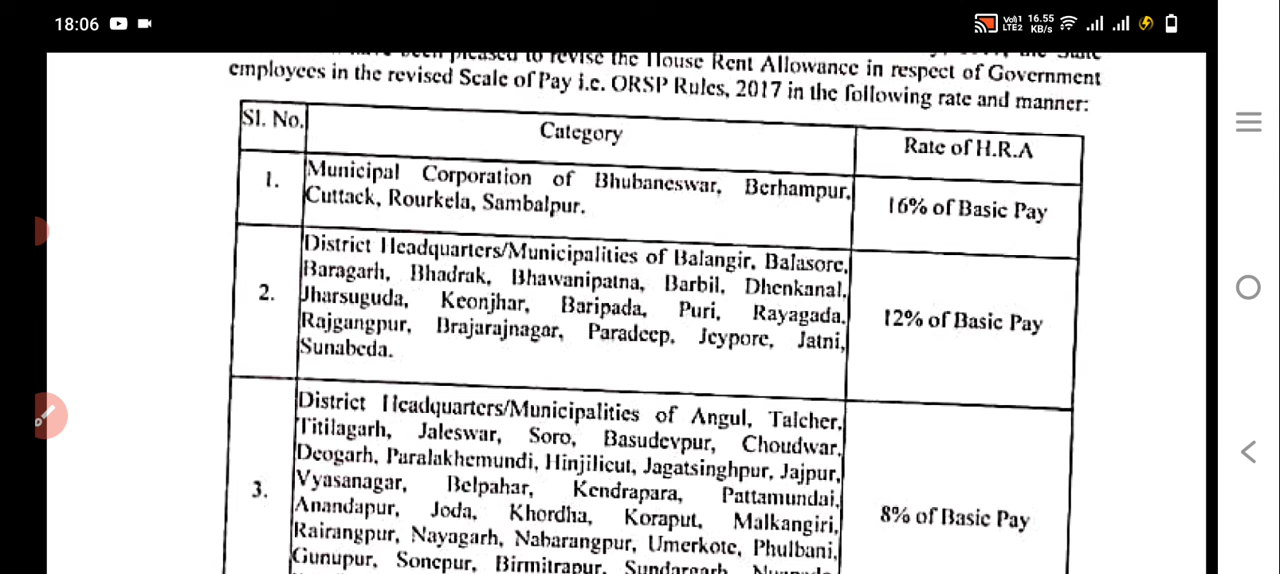 18:06
Vo)) 1 LTE2 16.55 KB/s
been pleased to revise the House Rent Allowance in respect of Government
employees in the revised Scale of Pay i.e. ORSP Rules, 2017 in the following rate and manner:
Sl. No. Category Rate of H.R.A
1. Municipal Corporation of Bhubaneswar, Berhampur, Cuttack, Rourkela, Sambalpur. 16% of Basic Pay
2. District Headquarters/Municipalities of Balangir, Balasore,
Baragarh, Bhadrak, Bhawanipatna, Barbil, Dhenkanal,
Jharsuguda, Keonjhar, Baripada, Puri, Rayagada,
Rajgangpur, Brajarajnagar, Paradeep, Jeypore, Jatni,
Sunabeda.
12% of Basic Pay
3. District Headquarters/Municipalities of Angul, Talcher,
Titilagarh, Jaleswar, Soro, Basudevpur, Choudwar,
Deogarh, Paralakhemundi, Hinjilicut, Jagatsinghpur, Jajpur,
Vyasanagar, Belpahar, Kendrapara, Pattamundai,
Anandapur, Joda, Khordha, Koraput, Malkangiri,
Rairangpur, Nayagarh, Nabarangpur, Umerkote, Phulbani,
Gunupur, Sonepur, Birmitrapur, Sundargarh,
8% of Basic Pay